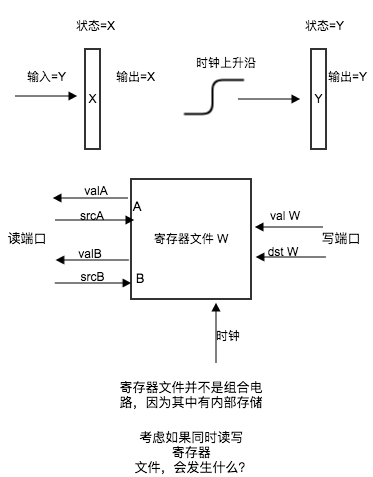 状态=X
状态=Y
时钟上升沿
输入=Y
输出=X
输出=Y
X
Y
valA
A
srcA
val W
读端口
寄存器文件 W
写端口
valB
dst W
srcB
B
时钟
寄存器文件并不是组合电
路，因为其中有内部存储
考虑如果同时读写
寄存器
文件，会发生什么？